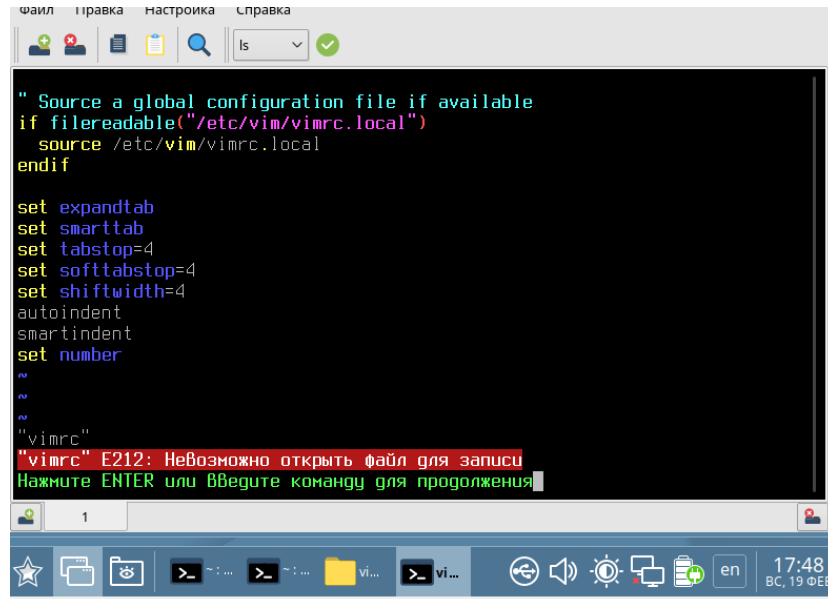 Файл Правка Настройка Справка
ls
" Source a global configuration file if available
if filereadable("/etc/vim/vimrc.local")
  source /etc/vim/vimrc.local
endif
set expandtab
set smarttab
set tabstop=4
set softtabstop=4
set shiftwidth=4
autoindent
smartindent
set number
~
~
~
"vimrc"
"vimrc" E212: Невозможно открыть файл для записи
Нажмите ENTER или введите команду для продолжения
1
~ : ... ~ : ... vi... vi... en 17:48
ВС, 19 ФЕВ